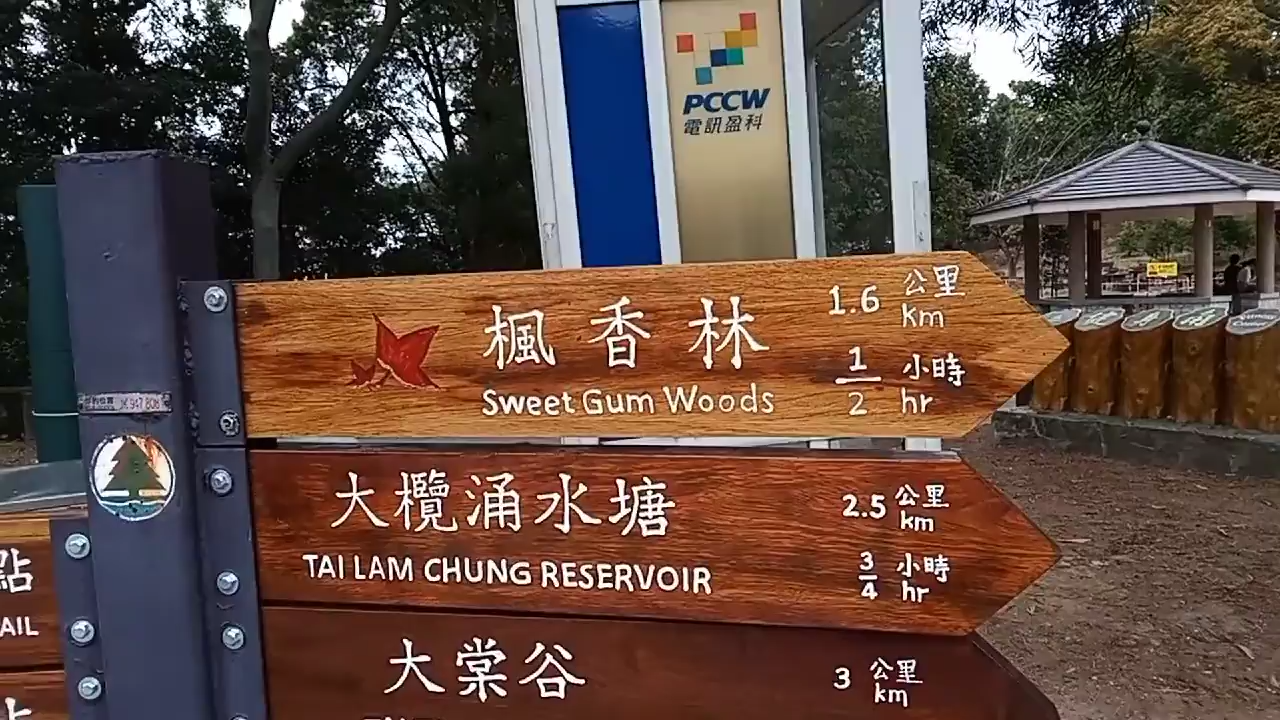 PCCW
電訊盈科
楓香林
Sweet Gum Woods
1.6 公里
km
1/2 小時
hr
大欖涌水塘
TAI LAM CHUNG RESERVOIR
2.5 公里
km
3/4 小時
hr
大棠谷
3 公里
km
點
AIL